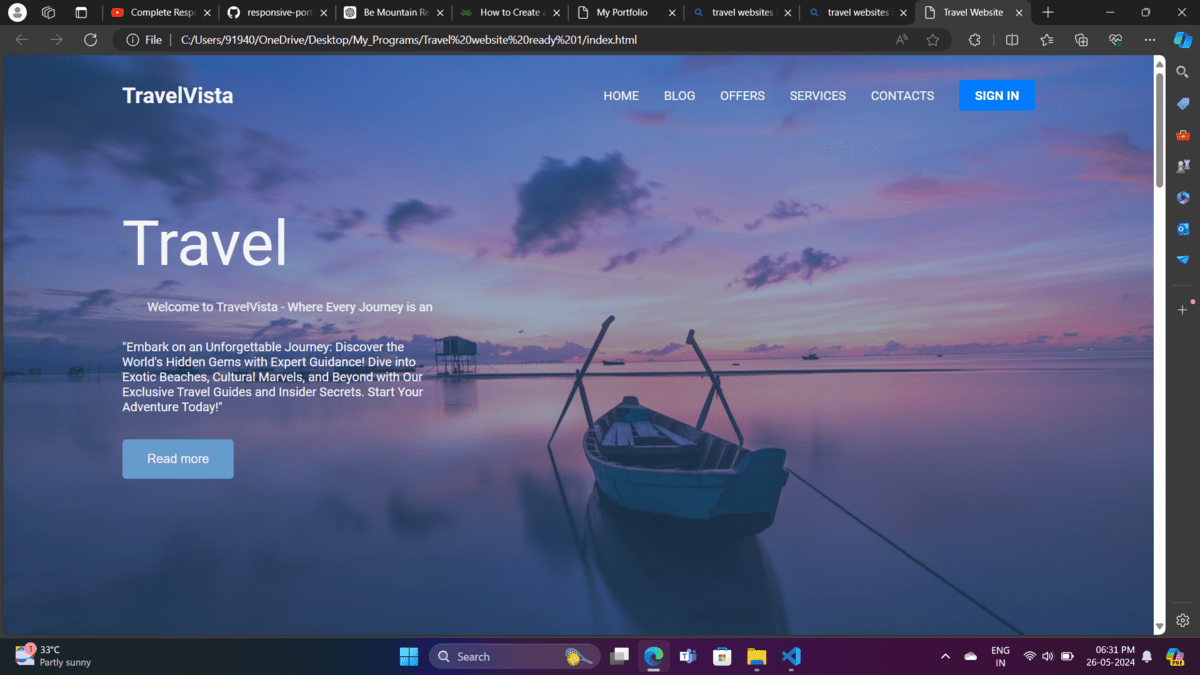 Complete Resp
responsive-port
Be Mountain Re
How to Create a
My Portfolio
travel websites
travel websites
Travel Website
File
C:/Users/91940/OneDrive/Desktop/My_Programs/Travel%20website%20ready%201/index.html
TravelVista
HOME
BLOG
OFFERS
SERVICES
CONTACTS
SIGN IN
Travel
Welcome to TravelVista - Where Every Journey is an
"Embark on an Unforgettable Journey: Discover the
World's Hidden Gems with Expert Guidance! Dive into
Exotic Beaches, Cultural Marvels, and Beyond with Our
Exclusive Travel Guides and Insider Secrets. Start Your
Adventure Today!"
Read more
1
33°C
Partly sunny
Search
ENG
IN
06:31 PM
26-05-2024